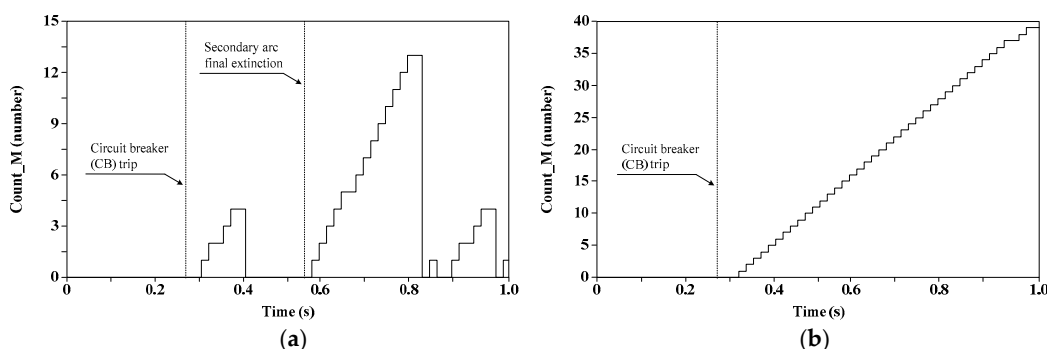 15
12
9
6
3
0
Count_M (number)
Secondary arc
final extinction
Circuit breaker
(CB) trip
0
0.2
0.4
0.6
0.8
1.0
Time (s)
(a)
40
35
30
25
20
15
10
5
0
Count_M (number)
Circuit breaker
(CB) trip
0
0.2
0.4
0.6
0.8
1.0
Time (s)
(b)